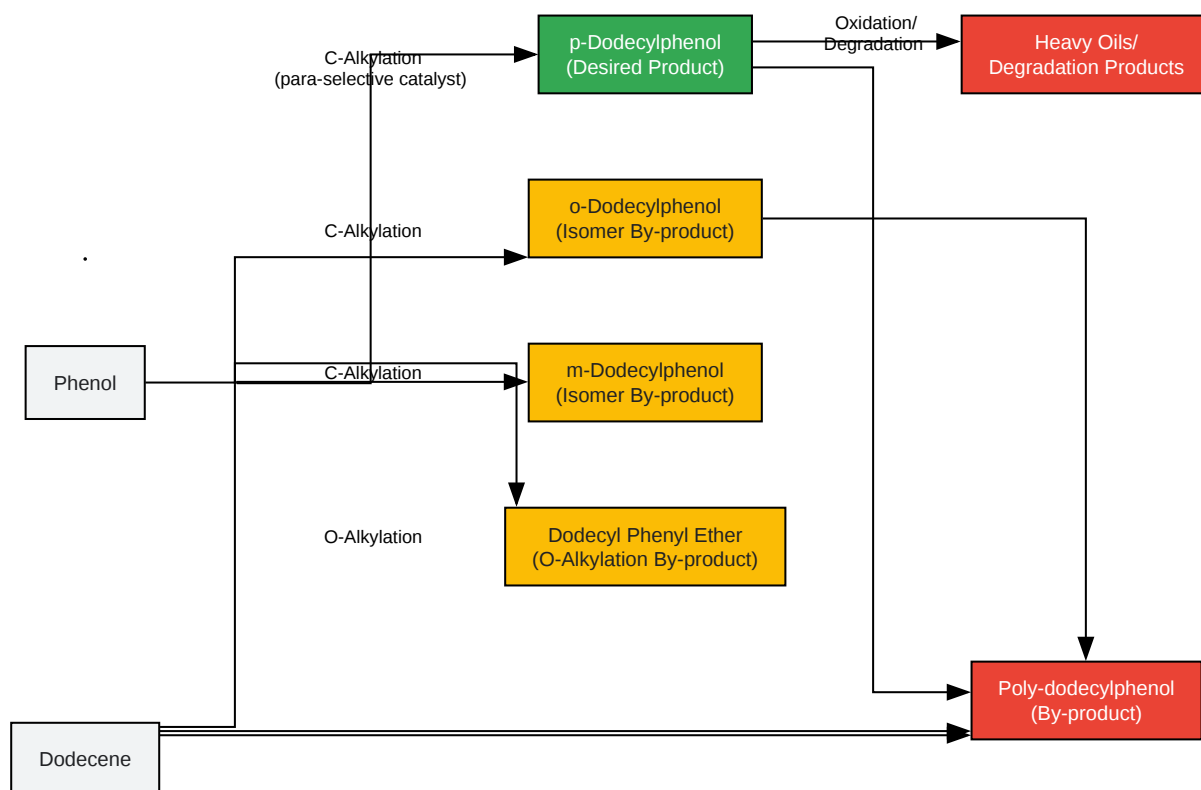 Oxidation/
Degradation
p-Dodecylphenol
(Desired Product)
Heavy Oils/
Degradation Products
C-Alkylation
(para-selective catalyst)
o-Dodecylphenol
(Isomer By-product)
C-Alkylation
Phenol
m-Dodecylphenol
(Isomer By-product)
C-Alkylation
O-Alkylation
Dodecyl Phenyl Ether
(O-Alkylation By-product)
Poly-dodecylphenol
(By-product)
Dodecene